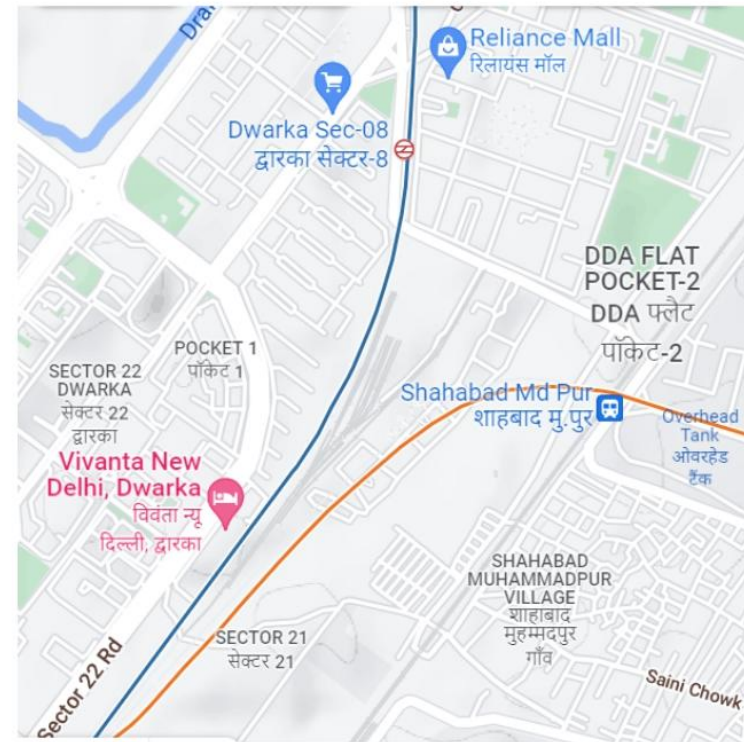 Reliance Mall
रिलायंस मॉल
Dwarka Sec-08
द्वारका सेक्टर-8
DDA FLAT
POCKET-2
DDA फ्लैट
पॉकेट-2
POCKET 1
पॉकेट 1
SECTOR 22
DWARKA
सेक्टर 22
द्वारका
Shahabad Md Pur
शाहबाद मु.पुर
Overhead
Tank
ओवरहेड
टैंक
Vivanta New
Delhi, Dwarka
विवंता न्यू
दिल्ली, द्वारका
SHAHABAD
MUHAMMADPUR
VILLAGE
शाहाबाद
मुहम्मदपुर
गाँव
SECTOR 21
सेक्टर 21
Sector 22 Rd
Saini Chowk